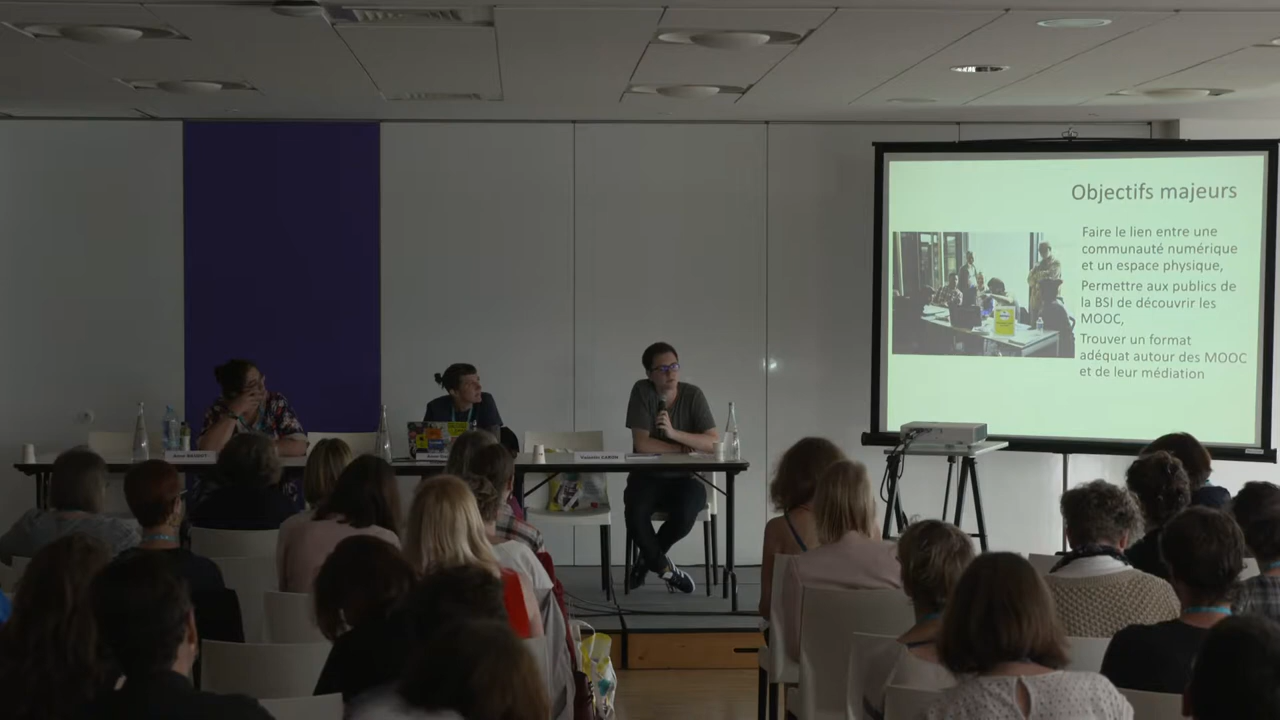 Objectifs majeurs
Faire le lien entre une
communauté numérique
et un espace physique,
Permettre aux publics de
la BSI de découvrir les
MOOC,
Trouver un format
adéquat autour des MOOC
et de leur médiation